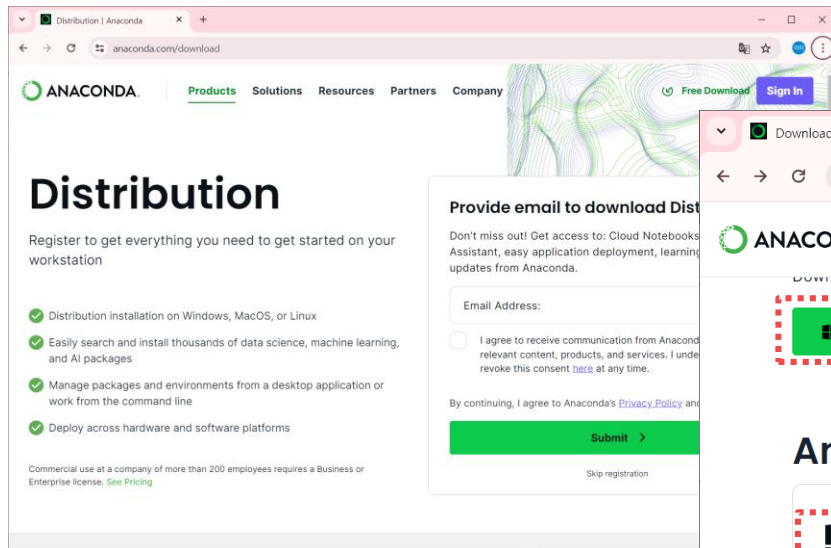 Distribution | Anaconda
anaconda.com/download
ANACONDA.
Products Solutions Resources Partners Company
Free Download
Sign In
Distribution
Register to get everything you need to get started on your
workstation
Distribution installation on Windows, MacOS, or Linux
Easily search and install thousands of data science, machine learning,
and AI packages
Manage packages and environments from a desktop application or
work from the command line
Deploy across hardware and software platforms
Commercial use at a company of more than 200 employees requires a Business or
Enterprise license. See Pricing
Provide email to download Dist
Don't miss out! Get access to: Cloud Notebooks
Assistant, easy application deployment, learning
updates from Anaconda.
Email Address:
I agree to receive communication from Anacond
relevant content, products, and services. I unde
revoke this consent here at any time.
By continuing, I agree to Anaconda's Privacy Policy and
Submit >
Skip registration
Download
ANACO
An